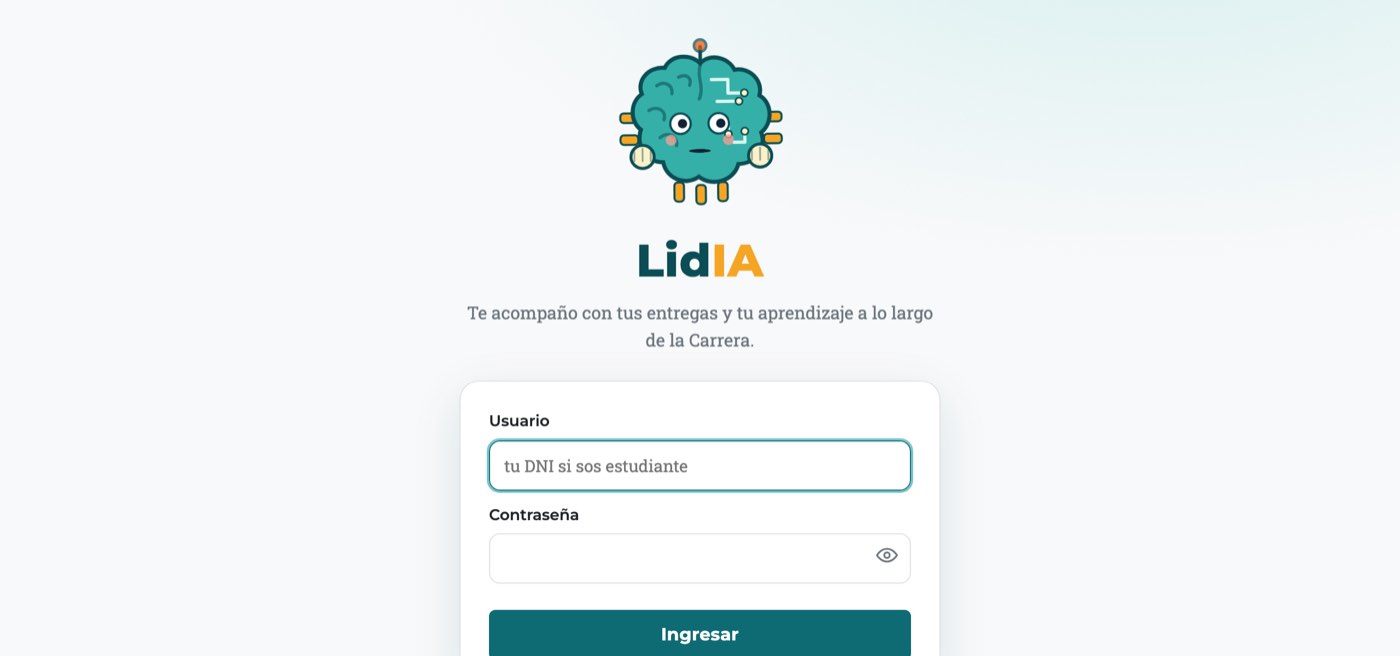 LidIA
Te acompaño con tus entregas y tu aprendizaje a lo largo
de la Carrera.
Usuario
tu DNI si sos estudiante
Contraseña
Ingresar